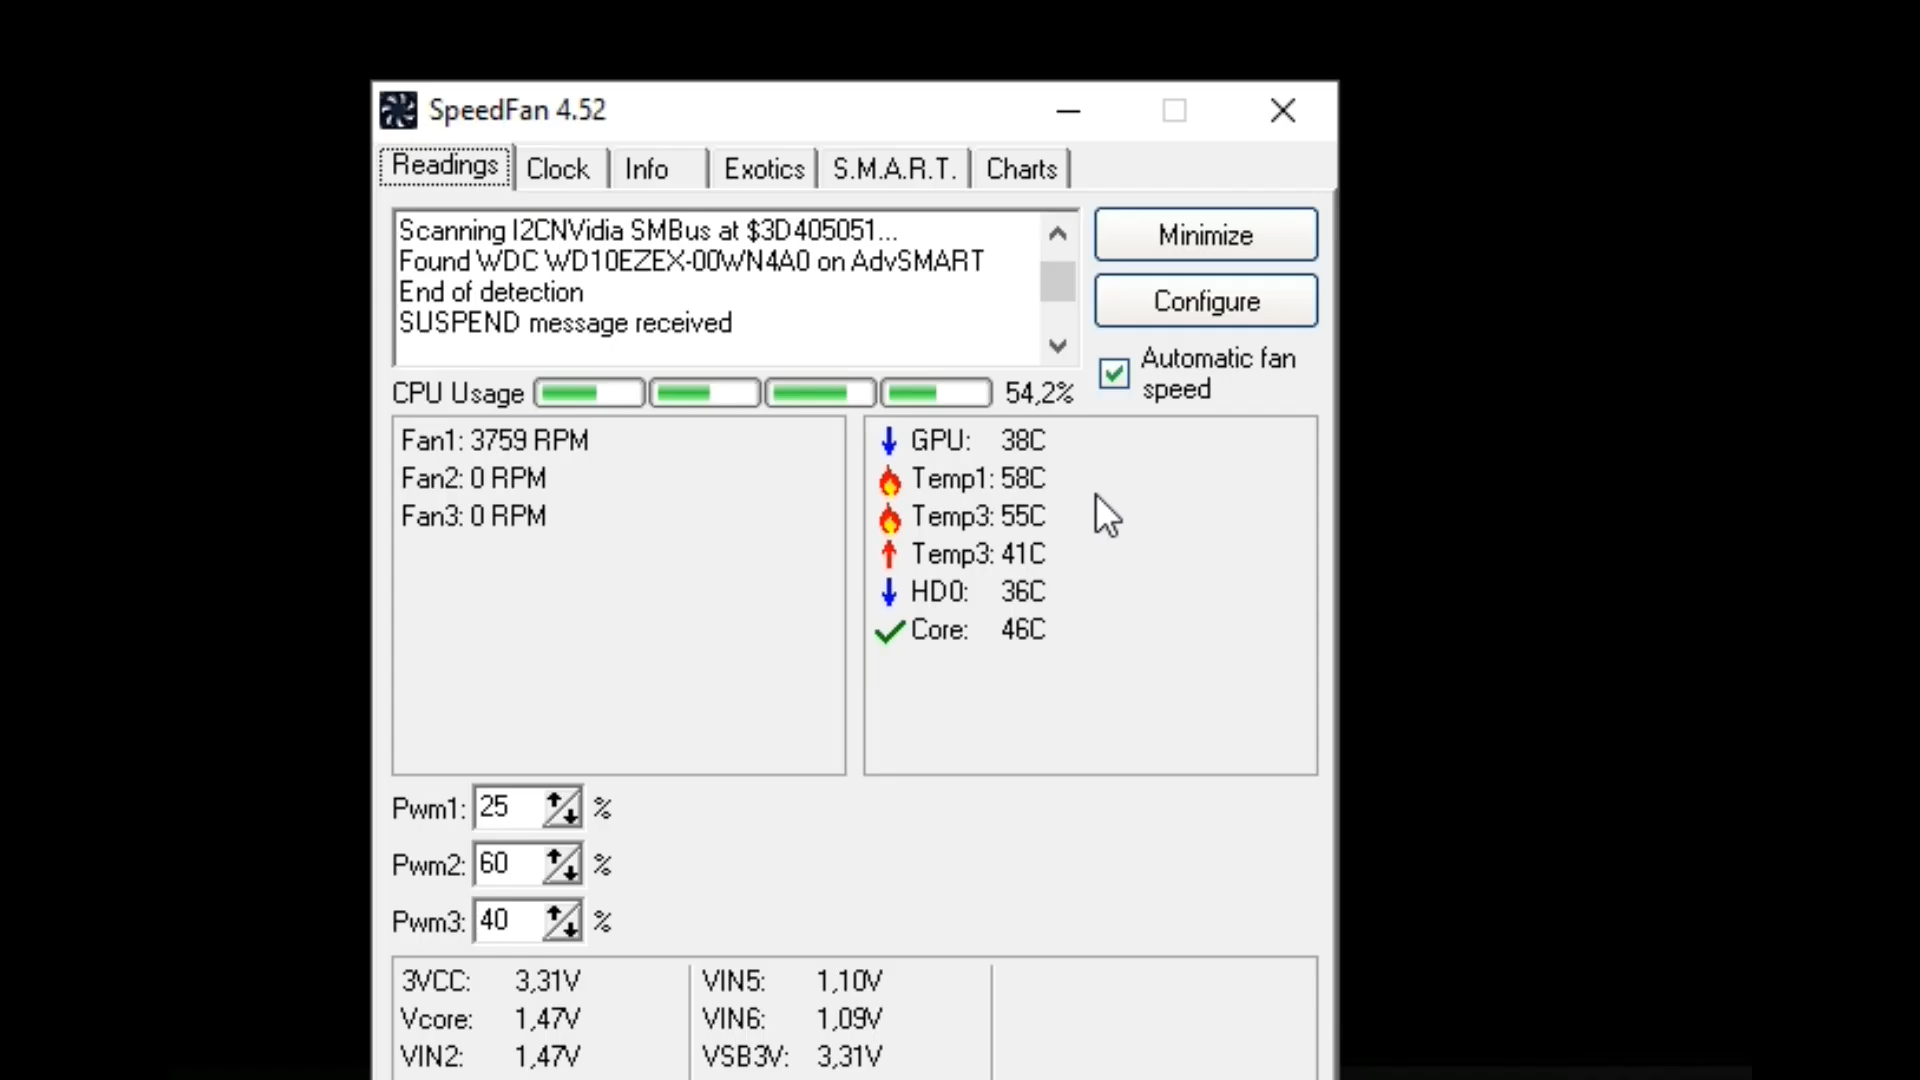 SpeedFan 4.52
Readings Clock Info Exotics S.M.A.R.T. Charts
Scanning I2CNVidia SMBus at $3D405051...
Found WDC WD10EZEX-00WN4A0 on AdvSMART
End of detection
SUSPEND message received
Minimize
Configure
Automatic fan
speed
CPU Usage 54,2%
Fan1: 3759 RPM
Fan2: 0 RPM
Fan3: 0 RPM
GPU: 38C
Temp1: 58C
Temp3: 55C
Temp3: 41C
HD0: 36C
Core: 46C
Pwm1: 25 %
Pwm2: 60 %
Pwm3: 40 %
3VCC: 3,31V
Vcore: 1,47V
VIN2: 1,47V
VIN5: 1,10V
VIN6: 1,09V
VSB3V: 3,31V